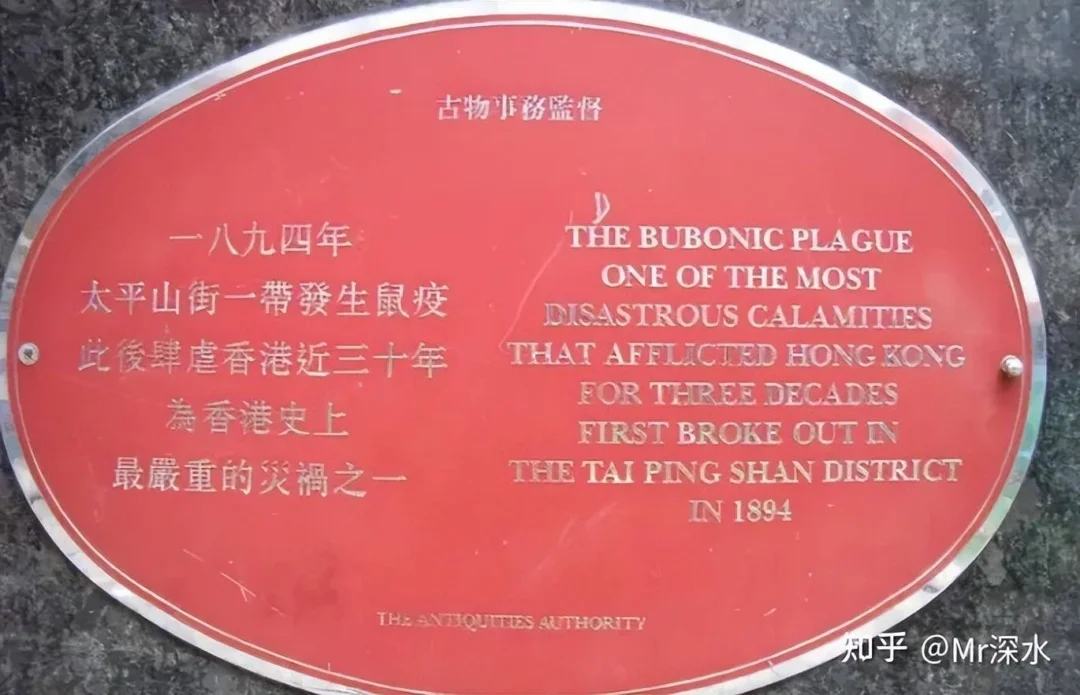 古物事務監督
一八九四年
太平山街一帶發生鼠疫
此後肆虐香港近三十年
為香港史上
最嚴重的災禍之一
THE BUBONIC PLAGUE
ONE OF THE MOST
DISASTROUS CALAMITIES
THAT AFFLICTED HONG KONG
FOR THREE DECADES
FIRST BROKE OUT IN
THE TAI PING SHAN DISTRICT
IN 1894
THE ANTIQUITIES AUTHORITY
知乎 @Mr深水